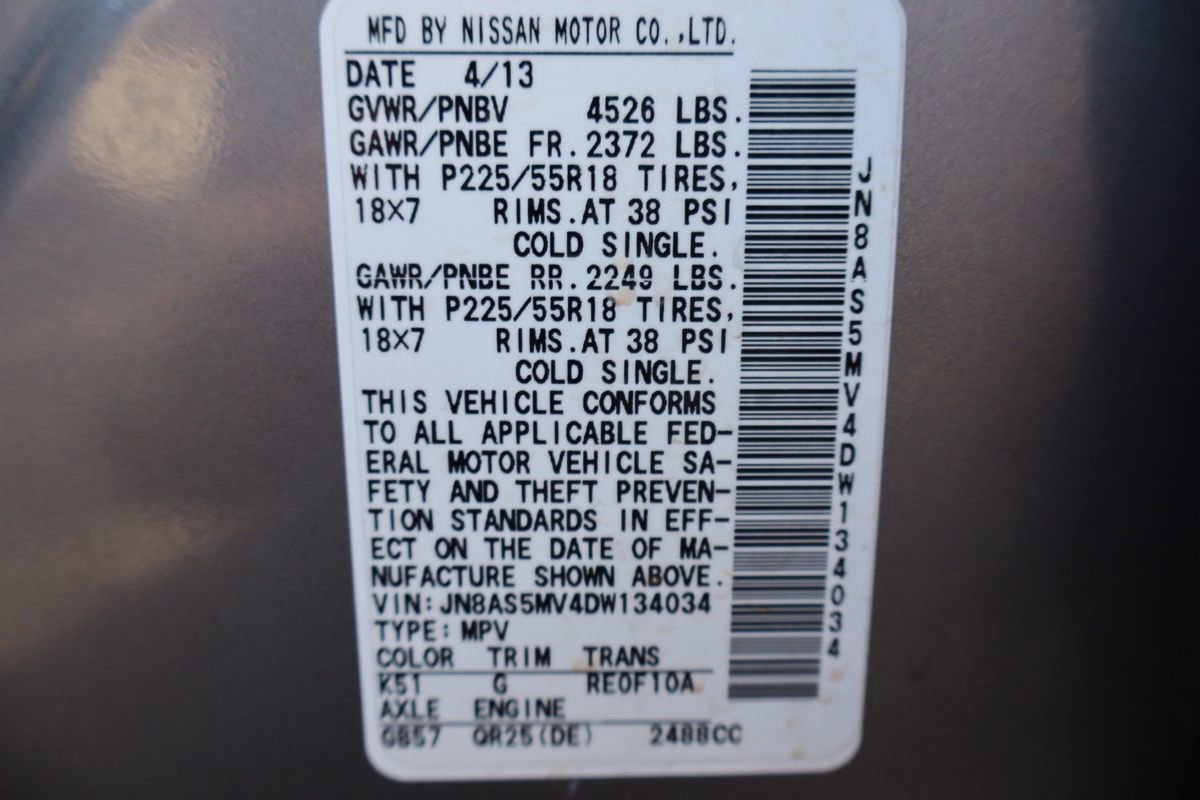 MFD BY NISSAN MOTOR CO.,LTD.
DATE 4/13
GVWR/PNBV 4526 LBS.
GAWR/PNBE FR.2372 LBS.
WITH P225/55R18 TIRES,
18×7 RIMS.AT 38 PSI
COLD SINGLE.
GAWR/PNBE RR.2249 LBS.
WITH P225/55R18 TIRES,
18×7 RIMS.AT 38 PSI
COLD SINGLE.
THIS VEHICLE CONFORMS
TO ALL APPLICABLE FED-
ERAL MOTOR VEHICLE SA-
FETY AND THEFT PREVEN-
TION STANDARDS IN EFF-
ECT ON THE DATE OF MA-
NUFACTURE SHOWN ABOVE.
VIN:JN8AS5MV4DW134034
TYPE:MPV
COLOR TRIM TRANS
K51 G RE0F10A
AXLE ENGINE
GB57 QR25(DE) 2488CC
JN8AS5MV4DW134034